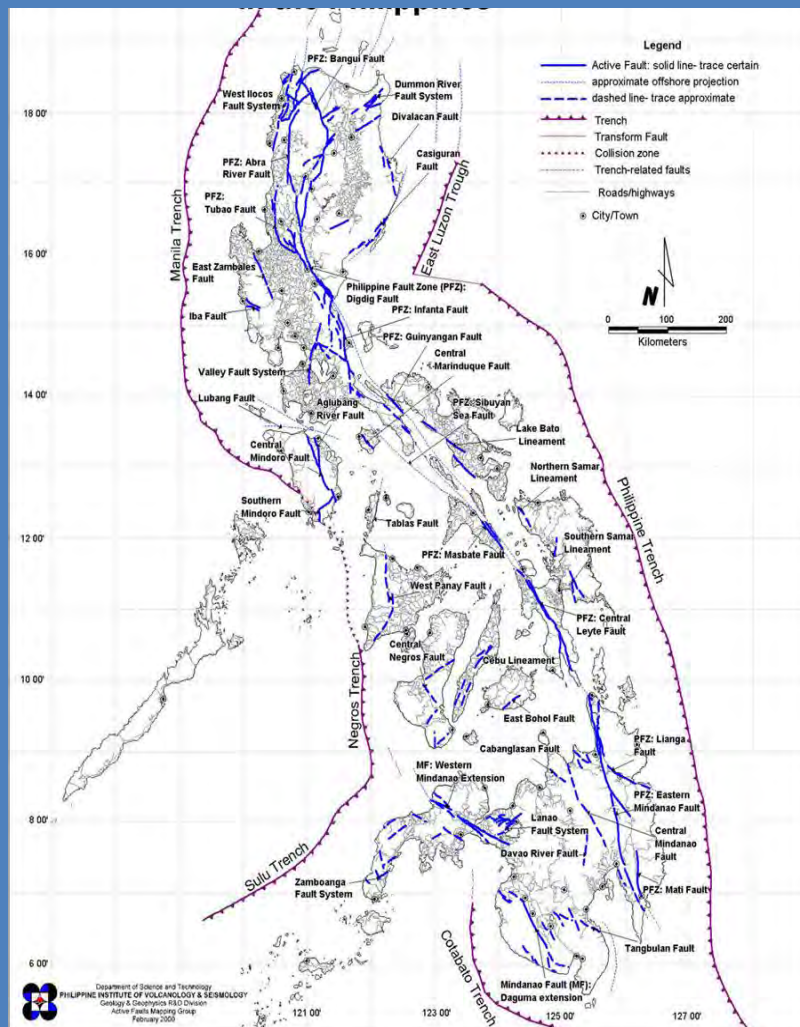 in the Philippines
Legend
Active Fault: solid line- trace certain
approximate offshore projection
dashed line- trace approximate
Trench
Transform Fault
Collision zone
Trench-related faults
Roads/highways
City/Town
N
0 100 200
Kilometers
18 00'
16 00'
14 00'
12 00'
10 00'
8 00'
6 00'
121 00'
123 00'
125 00'
127 00'
PFZ: Bangui Fault
West Ilocos
Fault System
Dummon River
Fault System
Divalacan Fault
PFZ: Abra
River Fault
Casiguran
Fault
PFZ:
Tubao Fault
Manila Trench
East Luzon Trough
East Zambales
Fault
Iba Fault
Philippine Fault Zone (PFZ):
Digdig Fault
PFZ: Infanta Fault
PFZ: Guinyangan Fault
Central
Marinduque Fault
Valley Fault System
Lubang Fault
Aglubang
River Fault
PFZ: Sibuyan
Sea Fault
Lake Bato
Lineament
Central
Mindoro Fault
Northern Samar
Lineament
Southern
Mindoro Fault
Tablas Fault
Philippine Trench
Southern Samar
Lineament
PFZ: Masbate Fault
West Panay Fault
PFZ: Central
Leyte Fault
Central
Negros Fault
Cebu Lineament
Negros Trench
East Bohol Fault
PFZ: Lianga
Fault
Cabanglasan Fault
MF: Western
Mindanao Extension
PFZ: Eastern
Mindanao Fault
Lanao
Fault System
Central
Mindanao
Fault
Davao River Fault
Sulu Trench
Zamboanga
Fault System
PFZ: Mati Fault
Tangbulan Fault
Cotabato Trench
Mindanao Fault (MF):
Daguma extension
Department of Science and Technology
PHILIPPINE INSTITUTE OF VOLCANOLOGY & SEISMOLOGY
Geology & Geophysics R&D Division
Active Faults Mapping Group
February 2000